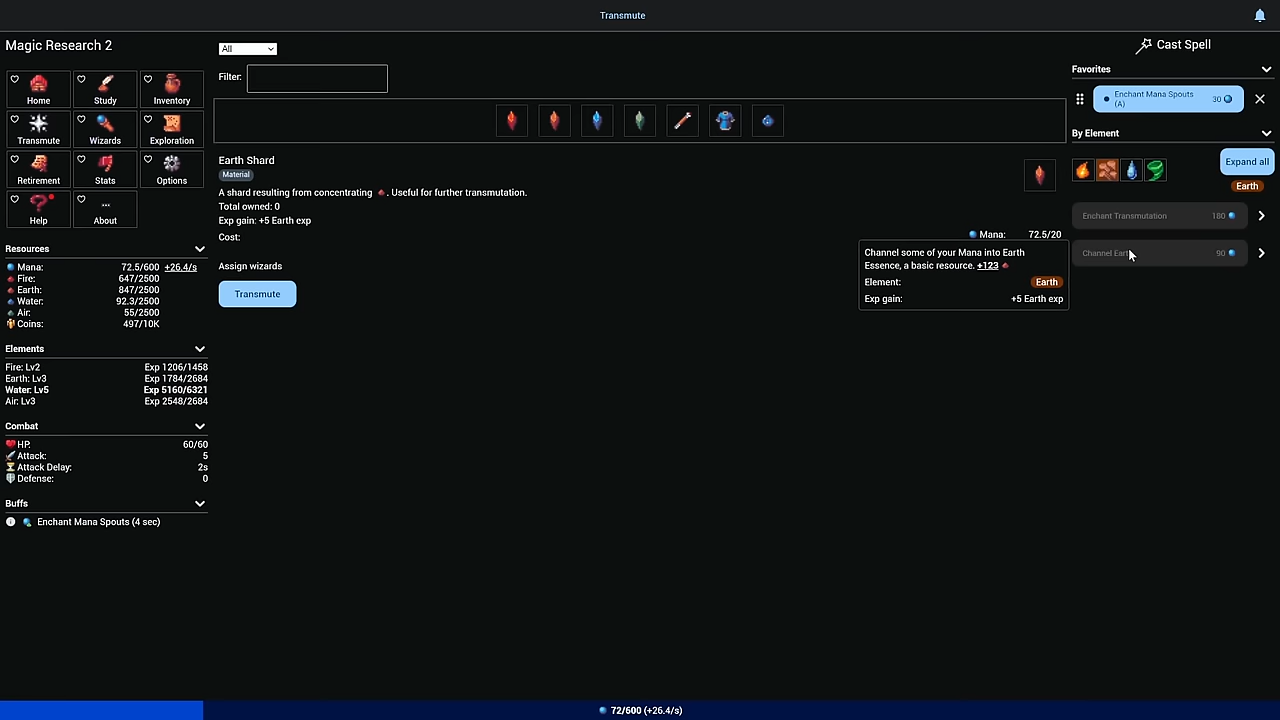 Transmute
Magic Research 2
Home
Study
Inventory
Transmute
Wizards
Exploration
Retirement
Stats
Options
Help
About
Resources
Mana: 72.5/600 +26.4/s
Fire: 647/2500
Earth: 847/2500
Water: 92.3/2500
Air: 55/2500
Coins: 497/10K
Elements
Fire: Lv2 Exp 1206/1458
Earth: Lv3 Exp 1784/2684
Water: Lv5 Exp 5160/6321
Air: Lv3 Exp 2548/2684
Combat
HP: 60/60
Attack: 5
Attack Delay: 2s
Defense: 0
Buffs
Enchant Mana Spouts (4 sec)
All
Filter:
Earth Shard
Material
A shard resulting from concentrating . Useful for further transmutation.
Total owned: 0
Exp gain: +5 Earth exp
Cost:
Mana: 72.5/20
Assign wizards
Transmute
Channel some of your Mana into Earth
Essence, a basic resource. +123
Element: Earth
Exp gain: +5 Earth exp
Cast Spell
Favorites
Enchant Mana Spouts
(A)
30
By Element
Expand all
Earth
Enchant Transmutation 180
Channel Earth 90
72/600 (+26.4/s)